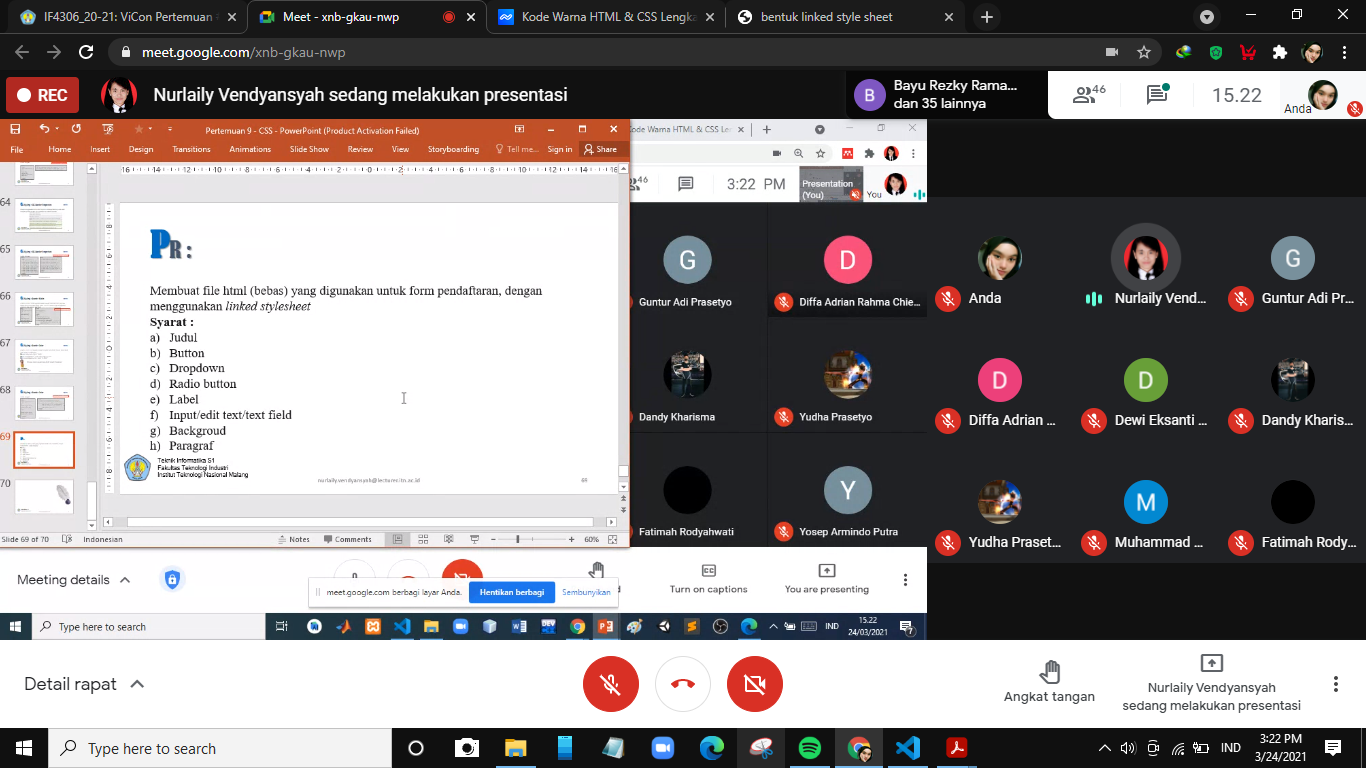 IF4306_20-21: ViCon Pertemuan
Meet - xnb-gkau-nwp
Kode Warna HTML & CSS Lengka
bentuk linked style sheet
meet.google.com/xnb-gkau-nwp
REC
Nurlaily Vendyansyah sedang melakukan presentasi
B
Bayu Rezky Rama...
dan 35 lainnya
46
15.22
Anda
Pertemuan 9 - CSS - PowerPoint (Product Activation Failed)
File Home Insert Design Transitions Animations Slide Show Review View Storyboarding Tell me... Sign in Share
64
65
66
67
68
69
70
PR :
Membuat file html (bebas) yang digunakan untuk form pendaftaran, dengan
menggunakan linked stylesheet
Syarat :
a) Judul
b) Button
c) Dropdown
d) Radio button
e) Label
f) Input/edit text/text field
g) Backgroud
h) Paragraf
Teknik Informatika S1
Fakultas Teknologi Industri
Institut Teknologi Nasional Malang
nurlaily.vendyansyah@lecturer.itn.ac.id
69
Slide 69 of 70 Indonesian Notes Comments 60%
Kode Warna HTML & CSS Len
46
3:22 PM
Presentation
(You)
You
G
Guntur Adi Prasetyo
D
Diffa Adrian Rahma Chie...
Dandy Kharisma
Yudha Prasetyo
Fatimah Rodyahwati
Y
Yosep Armindo Putra
Meeting details
meet.google.com berbagi layar Anda.
Hentikan berbagi
Sembunyikan
Turn on captions
You are presenting
Type here to search
IND
15.22
24/03/2021
7
Anda
Nurlaily Vend...
G
Guntur Adi Pr...
D
Diffa Adrian ...
D
Dewi Eksanti ...
Dandy Kharis...
Yudha Praset...
M
Muhammad ...
Fatimah Rody...
Detail rapat
Angkat tangan
Nurlaily Vendyansyah
sedang melakukan presentasi
Type here to search
IND
3:22 PM
3/24/2021